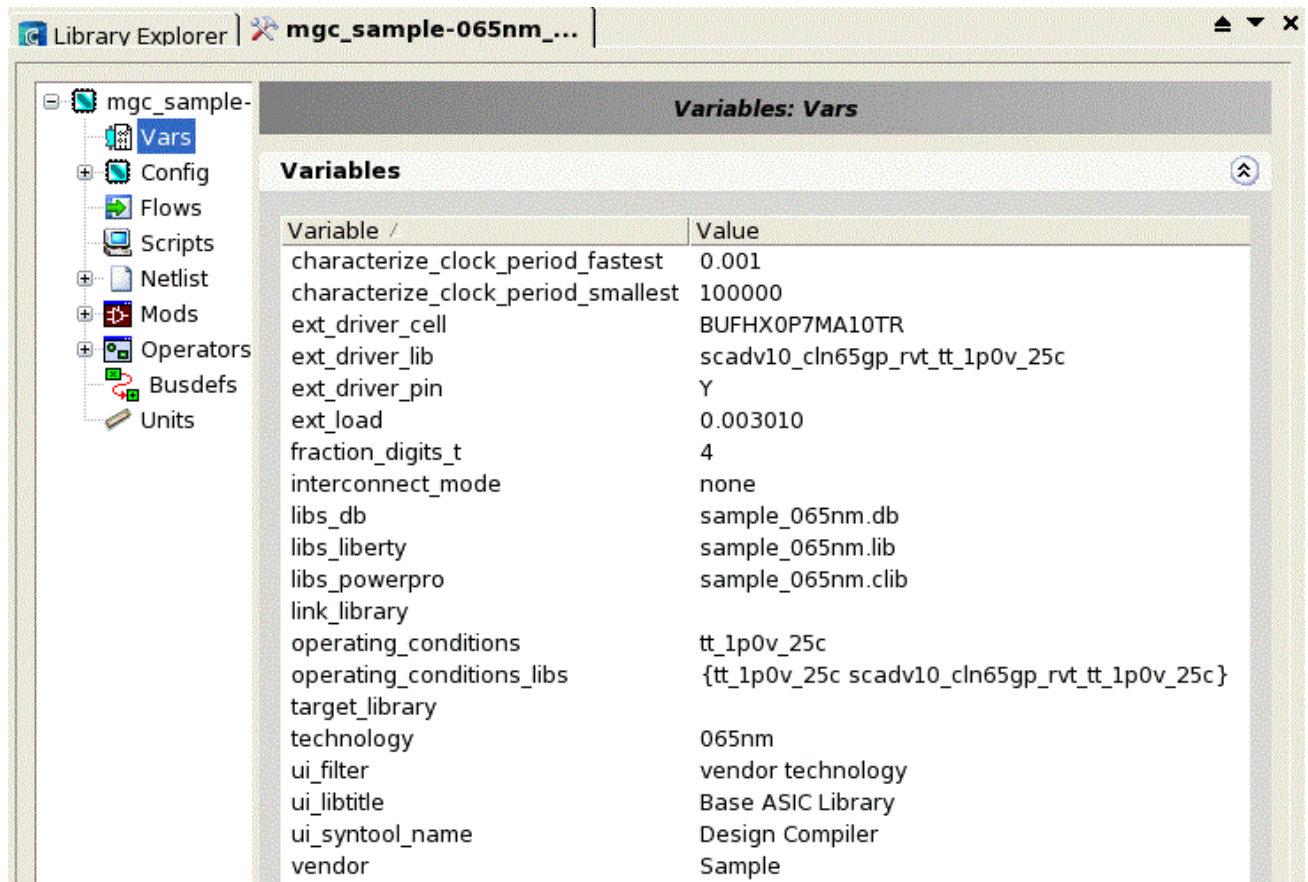 Library Explorer mgc_sample-065nm_...
mgc_sample-
Vars
Config
Flows
Scripts
Netlist
Mods
Operators
Busdefs
Units
Variables: Vars
Variables
Variable Value
characterize_clock_period_fastest 0.001
characterize_clock_period_smallest 100000
ext_driver_cell BUFHX0P7MA10TR
ext_driver_lib scadv10_cln65gp_rvt_tt_1p0v_25c
ext_driver_pin Y
ext_load 0.003010
fraction_digits_t 4
interconnect_mode none
libs_db sample_065nm.db
libs_liberty sample_065nm.lib
libs_powerpro sample_065nm.clib
link_library
operating_conditions tt_1p0v_25c
operating_conditions_libs {tt_1p0v_25c scadv10_cln65gp_rvt_tt_1p0v_25c}
target_library
technology 065nm
ui_filter vendor technology
ui_libtitle Base ASIC Library
ui_syntool_name Design Compiler
vendor Sample